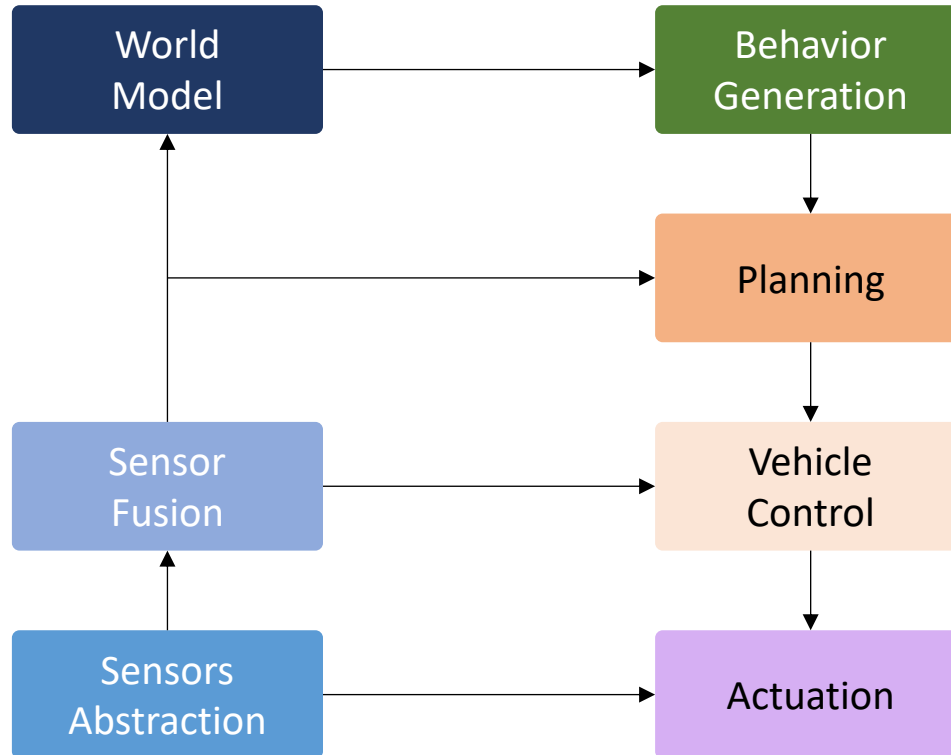 World
Model
Behavior
Generation
Planning
Sensor
Fusion
Vehicle
Control
Sensors
Abstraction
Actuation